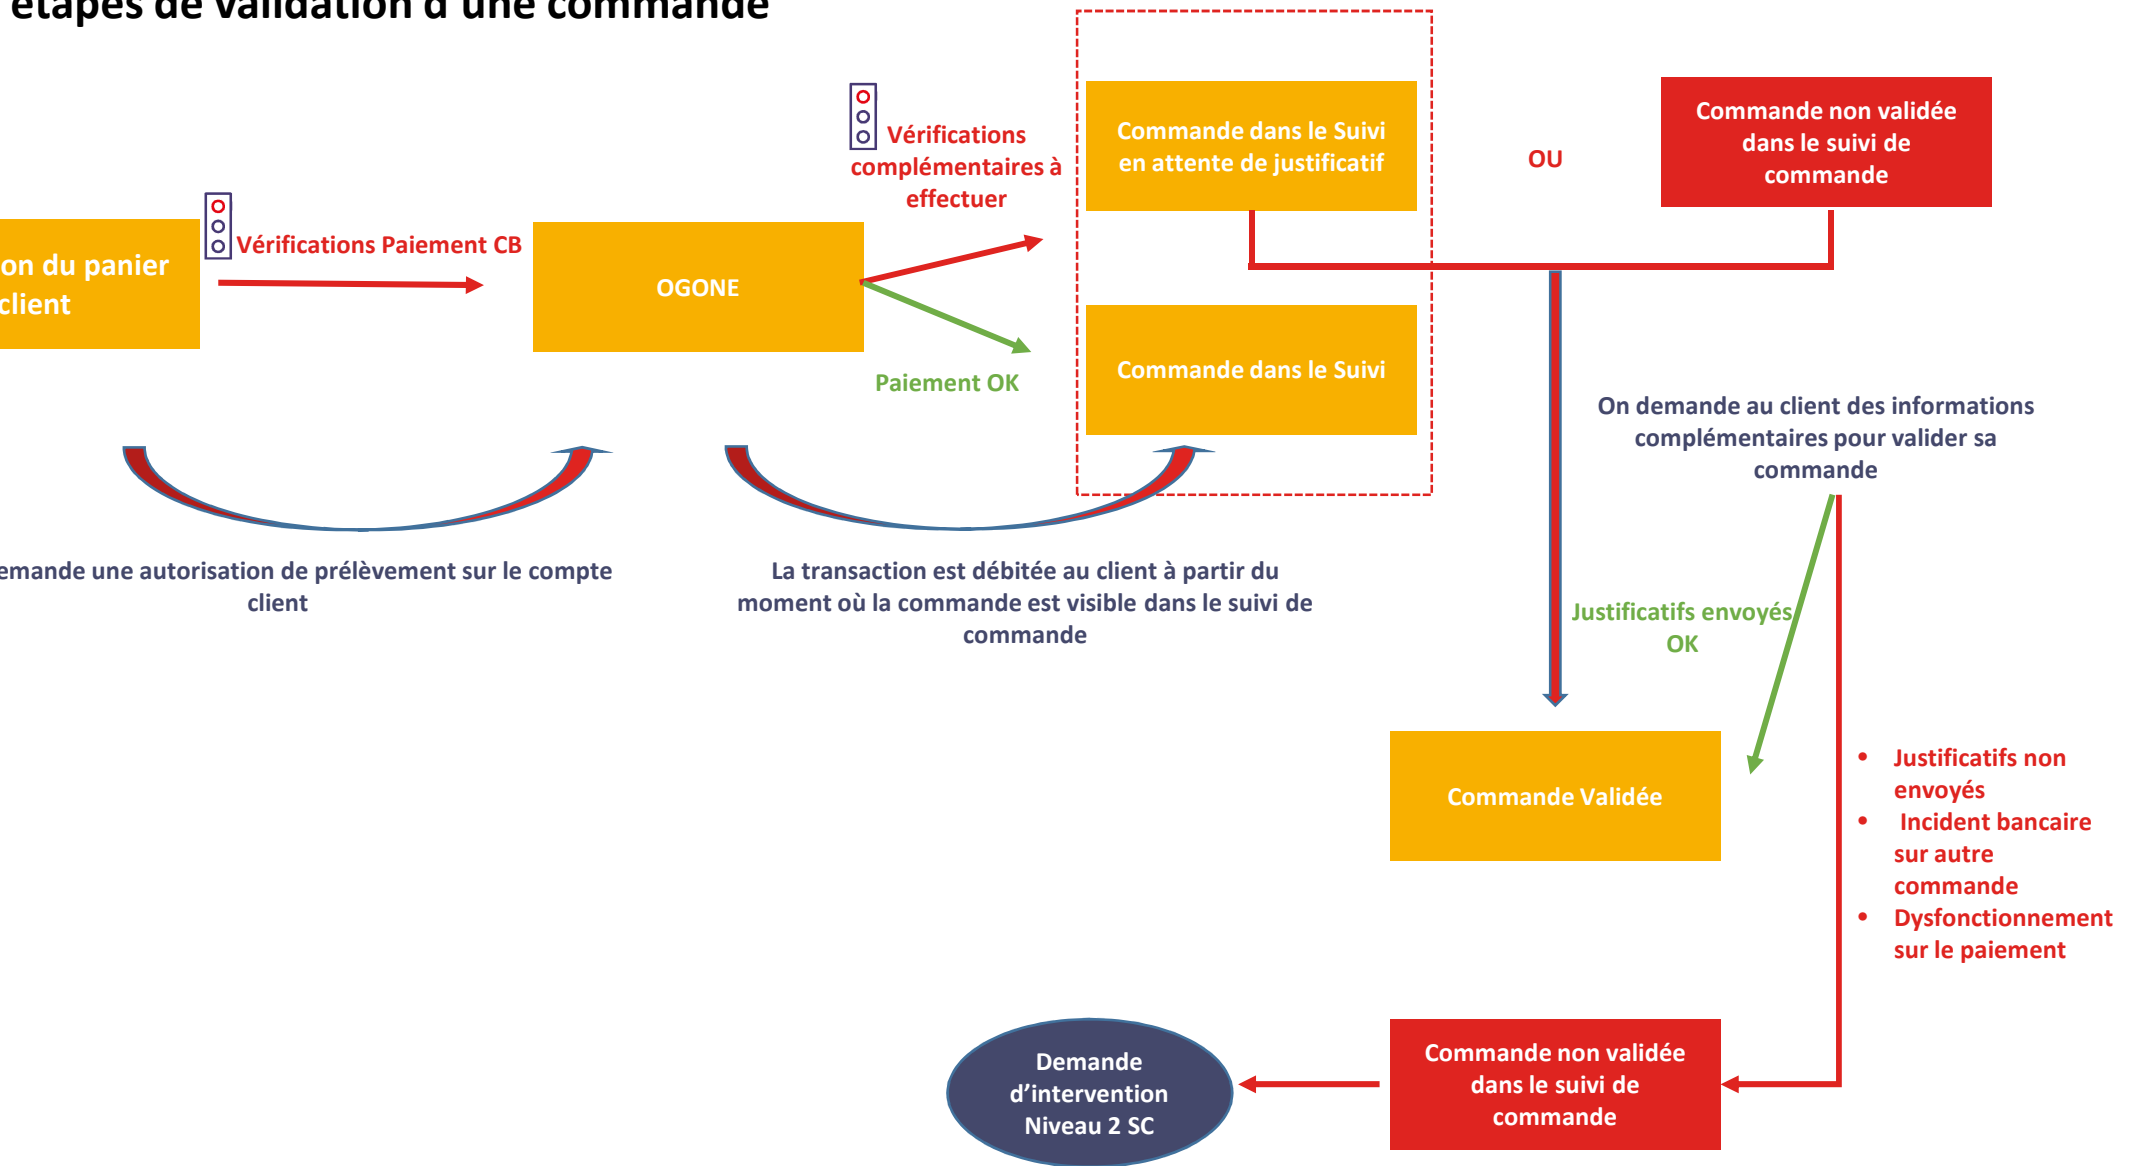 étapes de validation d'une commande
Vérifications
complémentaires à
effectuer
Commande dans le Suivi
en attente de justificatif
OU
Commande non validée
dans le suivi de
commande
on du panier
client
Vérifications Paiement CB
OGONE
Paiement OK
Commande dans le Suivi
On demande au client des informations
complémentaires pour valider sa
commande
emande une autorisation de prélèvement sur le compte
client
La transaction est débitée au client à partir du
moment où la commande est visible dans le suivi de
commande
Justificatifs envoyés
OK
Commande Validée
• Justificatifs non
envoyés
• Incident bancaire
sur autre
commande
• Dysfonctionnement
sur le paiement
Demande
d’intervention
Niveau 2 SC
Commande non validée
dans le suivi de
commande